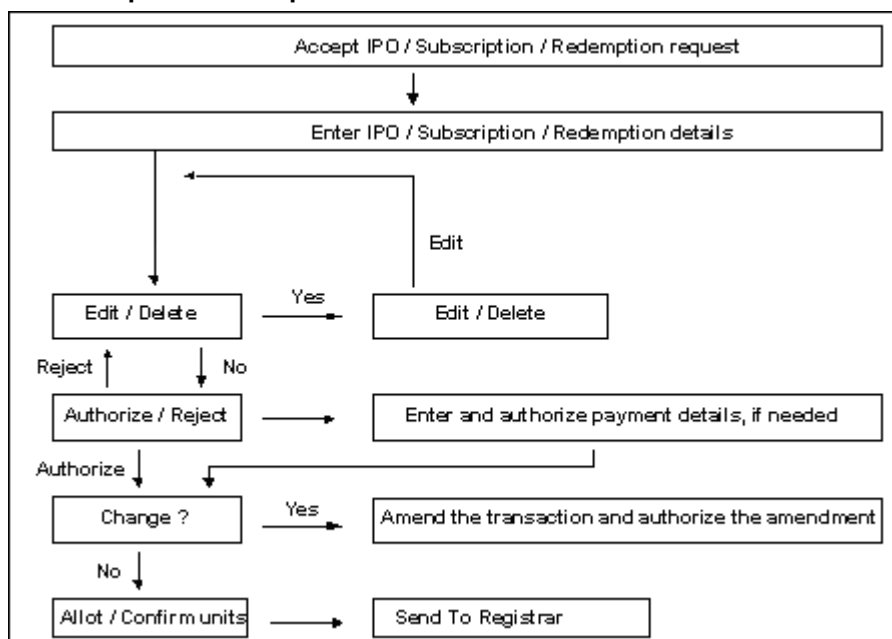 Accept IPO / Subscription / Redemption request
Enter IPO / Subscription / Redemption details
Edit
Edit / Delete
Yes
Edit / Delete
Reject
No
Authorize / Reject
Enter and authorize payment details, if needed
Authorize
Change ?
Yes
Amend the transaction and authorize the amendment
No
Allot / Confirm units
Send To Registrar